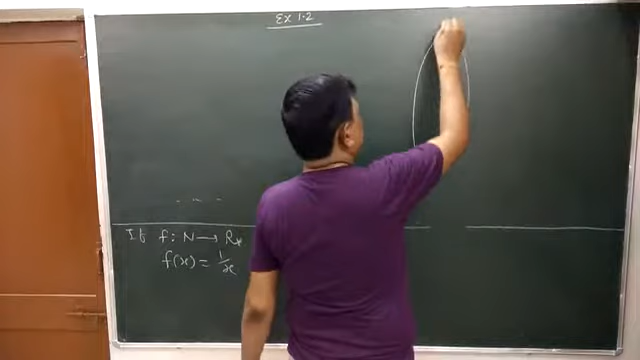 Ex 1.2
If f: N → R*
f(x) = 1/x